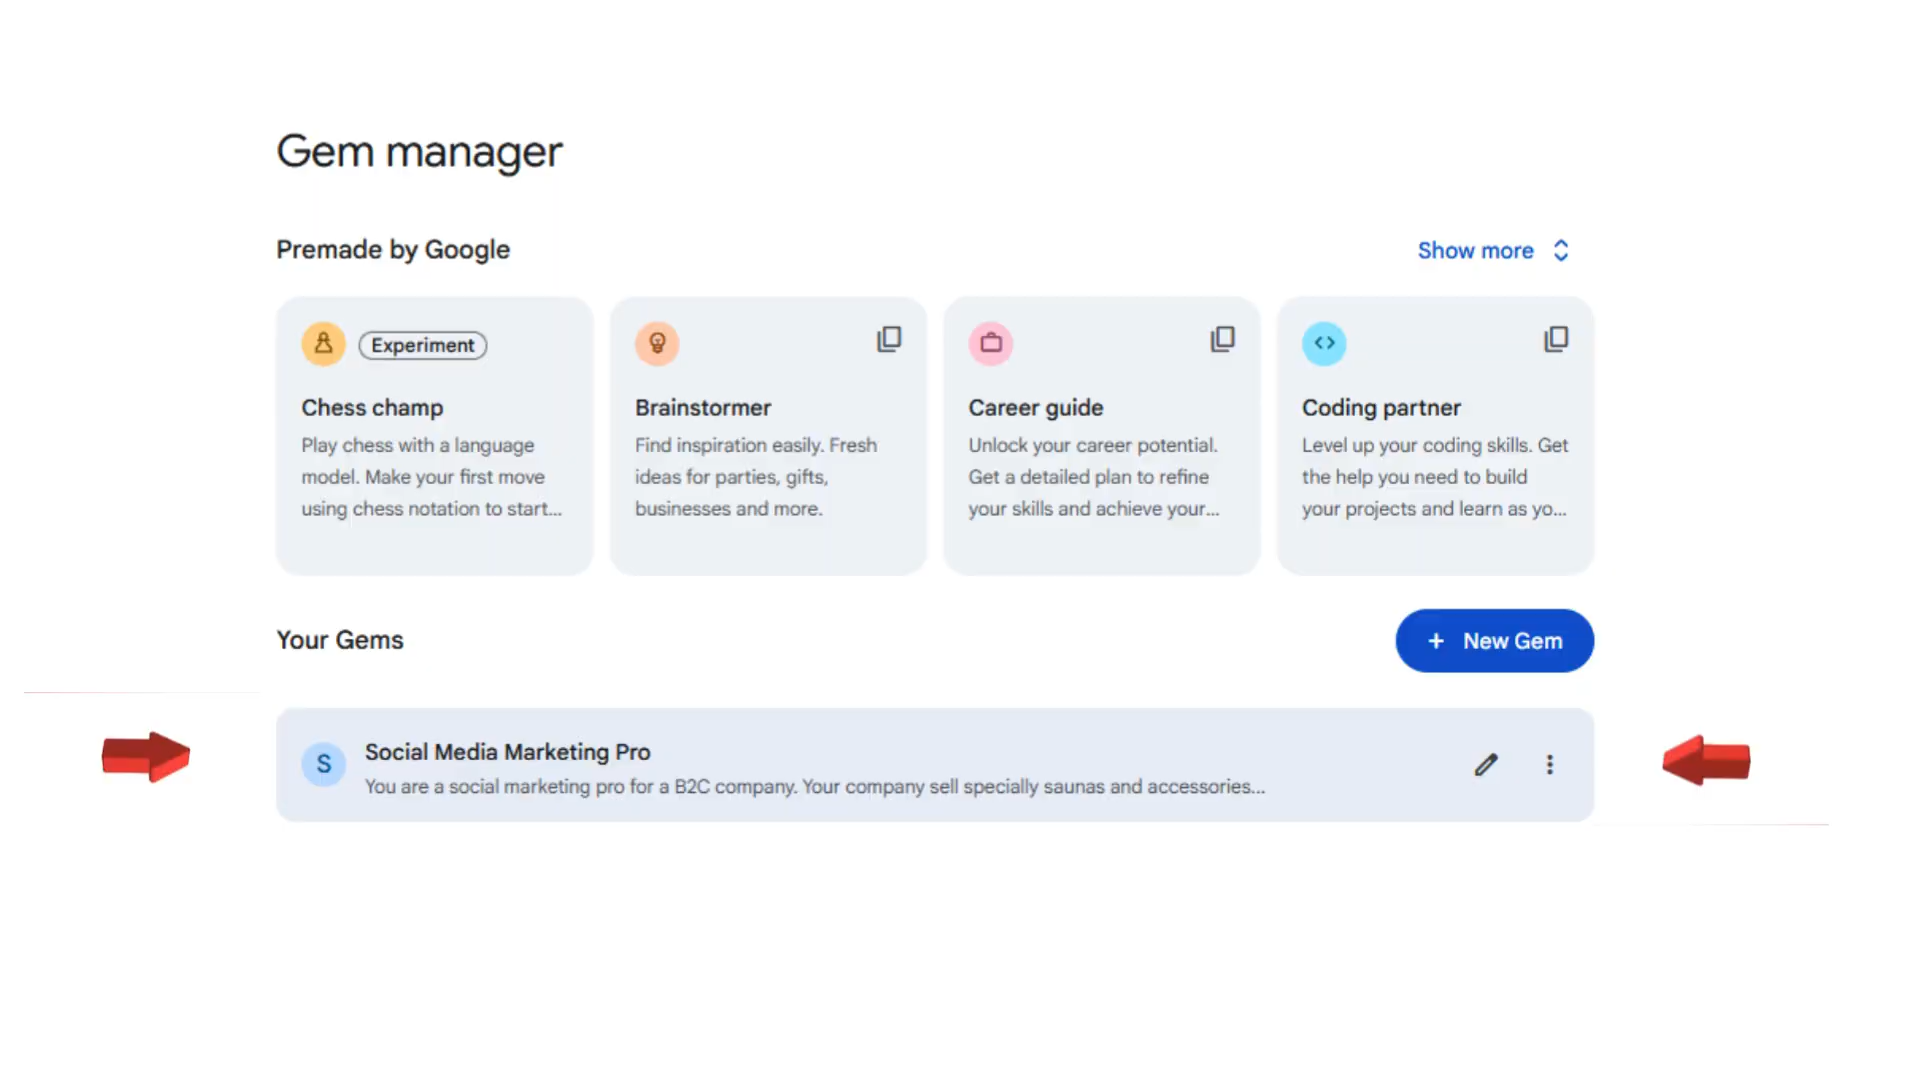 Gem manager
Premade by Google
Show more
Experiment
Chess champ
Play chess with a language
model. Make your first move
using chess notation to start...
Brainstormer
Find inspiration easily. Fresh
ideas for parties, gifts,
businesses and more.
Career guide
Unlock your career potential.
Get a detailed plan to refine
your skills and achieve your...
Coding partner
Level up your coding skills. Get
the help you need to build
your projects and learn as yo...
Your Gems
+ New Gem
S
Social Media Marketing Pro
You are a social marketing pro for a B2C company. Your company sell specially saunas and accessories...